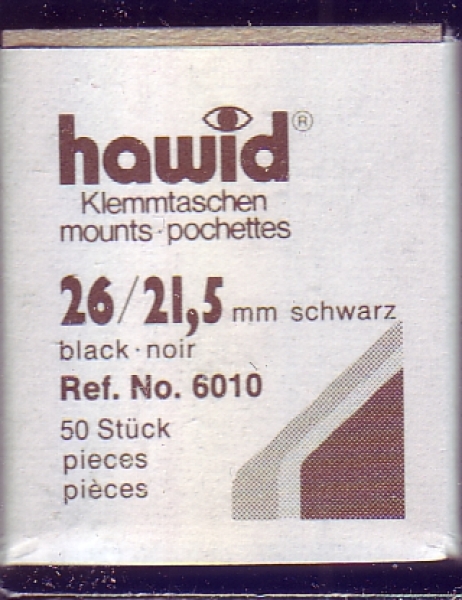 hawid®
Klemmtaschen
mounts·pochettes
26/21,5 mm schwarz
black·noir
Ref. No. 6010
50 Stück
pieces
pièces